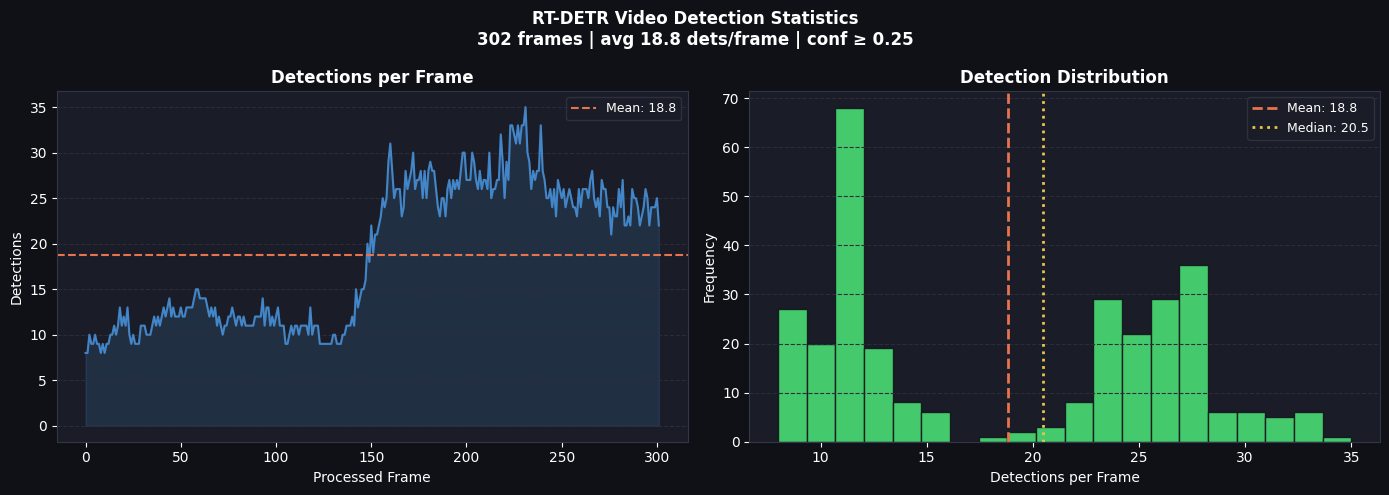 RT-DETR Video Detection Statistics
302 frames | avg 18.8 dets/frame | conf ≥ 0.25
Detections per Frame
Mean: 18.8
Detections
35
30
25
20
15
10
5
0
0 50 100 150 200 250 300
Processed Frame
Detection Distribution
Mean: 18.8
Median: 20.5
Frequency
70
60
50
40
30
20
10
0
10 15 20 25 30 35
Detections per Frame